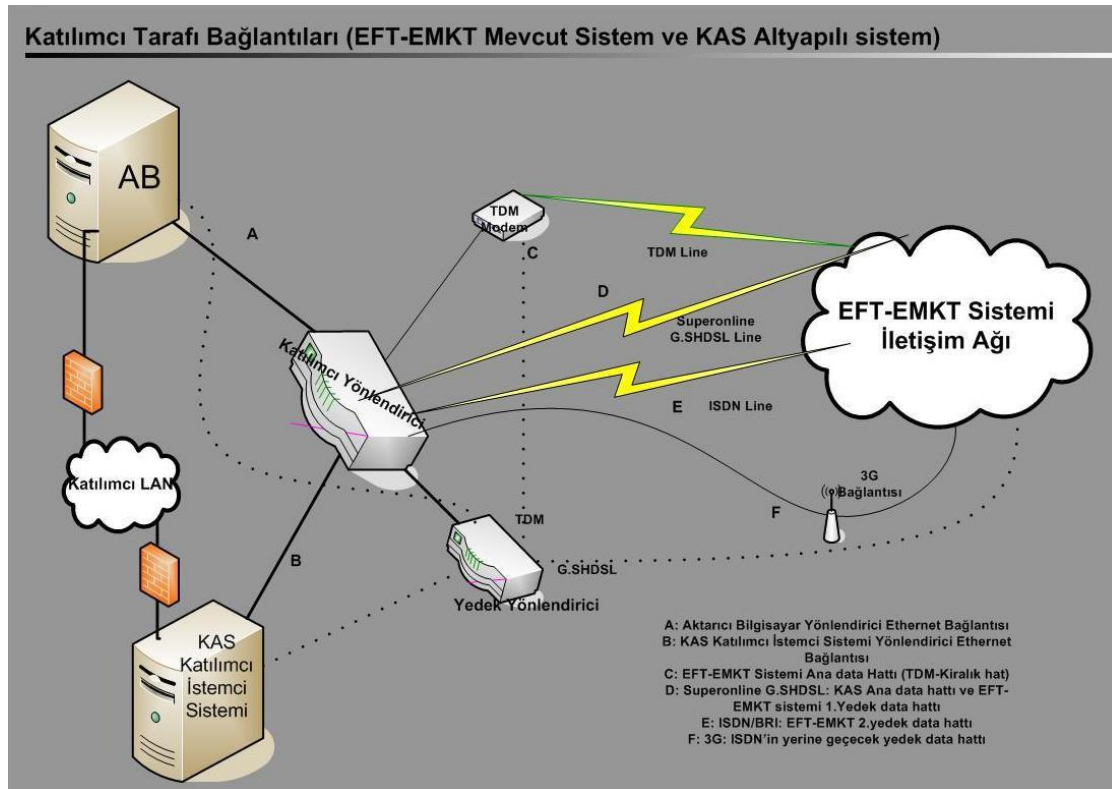 Katılımcı Tarafı Bağlantıları (EFT-EMKT Mevcut Sistem ve KAS Altyapılı sistem)
AB
A
TDM
Modem
C
TDM Line
D
Superonline
G.SHDSL Line
EFT-EMKT Sistemi
İletişim Ağı
Katılımcı Yönlendirici
E
ISDN Line
Katılımcı LAN
3G
Bağlantısı
F
TDM
G.SHDSL
B
Yedek Yönlendirici
KAS
Katılımcı
İstemci
Sistemi
A: Aktarıcı Bilgisayar Yönlendirici Ethernet Bağlantısı
B: KAS Katılımcı İstemci Sistemi Yönlendirici Ethernet
Bağlantısı
C: EFT-EMKT Sistemi Ana data Hattı (TDM-Kiralık hat)
D: Superonline G.SHDSL: KAS Ana data hattı ve EFT-
EMKT sistemi 1.Yedek data hattı
E: ISDN/BRI: EFT-EMKT 2.yedek data hattı
F: 3G: ISDN'in yerine geçecek yedek data hattı